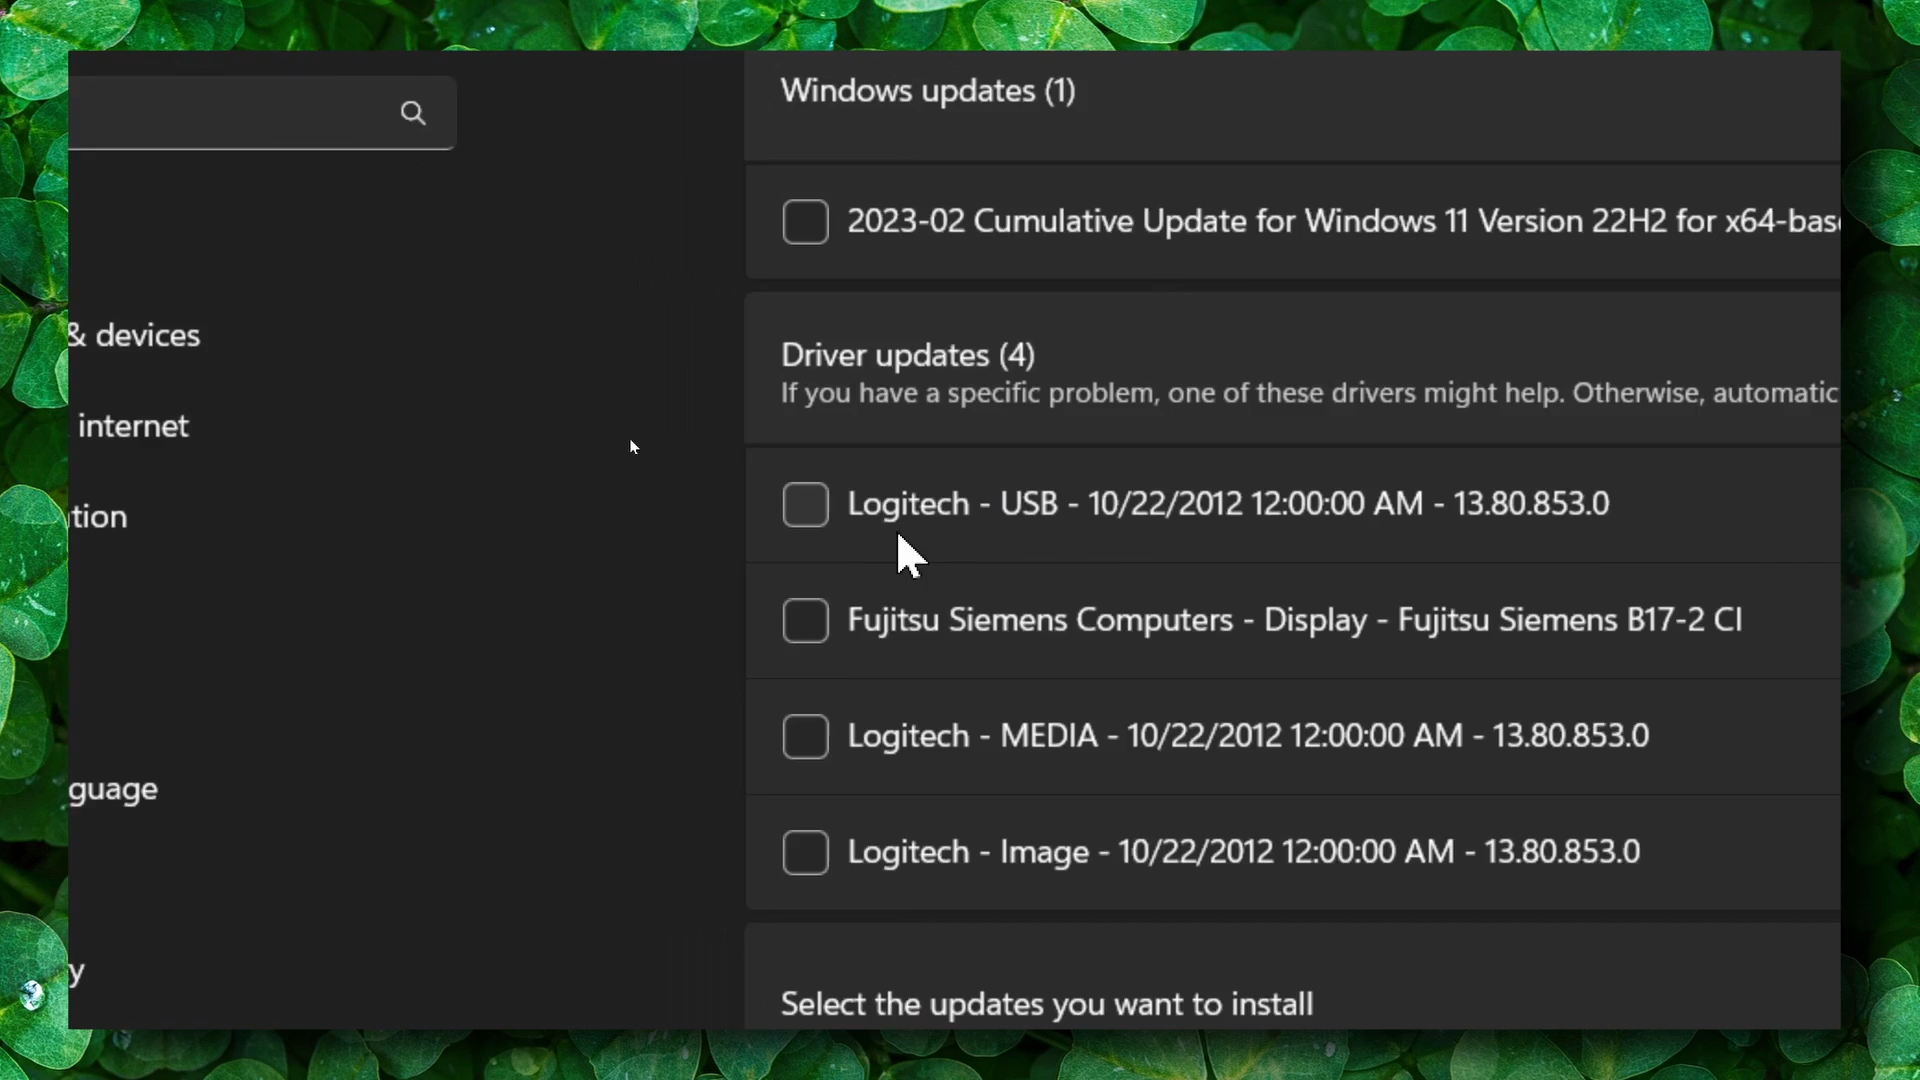 Windows updates (1)
2023-02 Cumulative Update for Windows 11 Version 22H2 for x64-bas
& devices
Driver updates (4)
If you have a specific problem, one of these drivers might help. Otherwise, automatic
internet
Logitech - USB - 10/22/2012 12:00:00 AM - 13.80.853.0
tion
Fujitsu Siemens Computers - Display - Fujitsu Siemens B17-2 CI
Logitech - MEDIA - 10/22/2012 12:00:00 AM - 13.80.853.0
guage
Logitech - Image - 10/22/2012 12:00:00 AM - 13.80.853.0
y
Select the updates you want to install